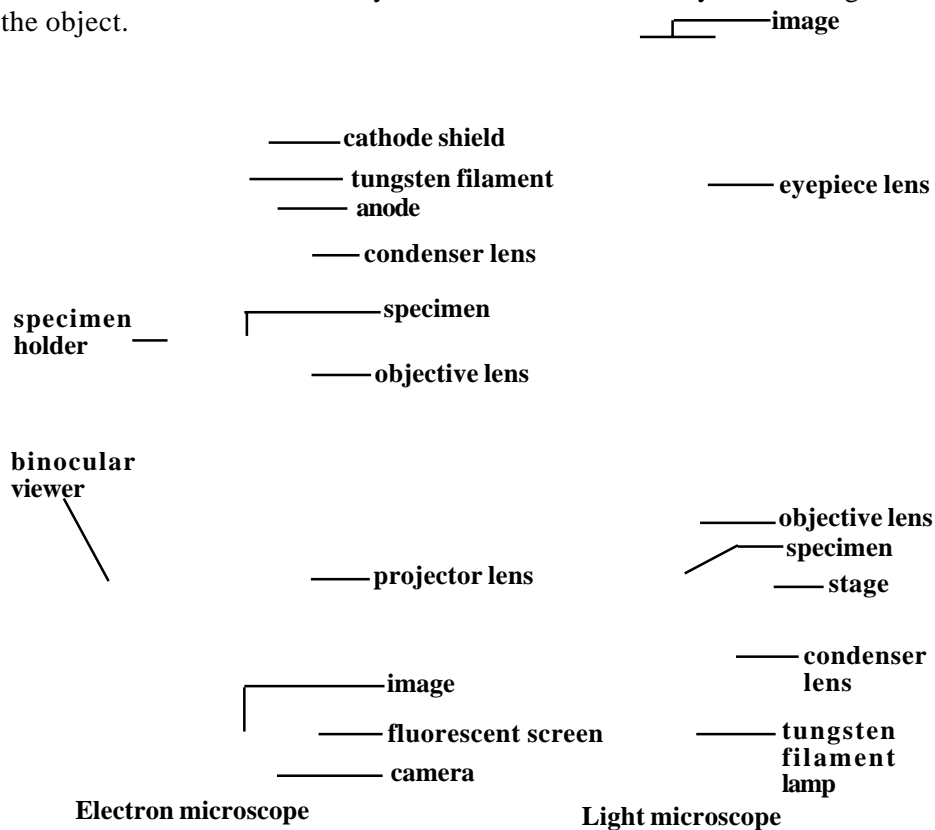 the object.
image
cathode shield
tungsten filament
anode
condenser lens
specimen
specimen
holder
objective lens
binocular
viewer
projector lens
image
fluorescent screen
camera
Electron microscope
eyepiece lens
objective lens
specimen
stage
condenser
lens
tungsten
filament
lamp
Light microscope